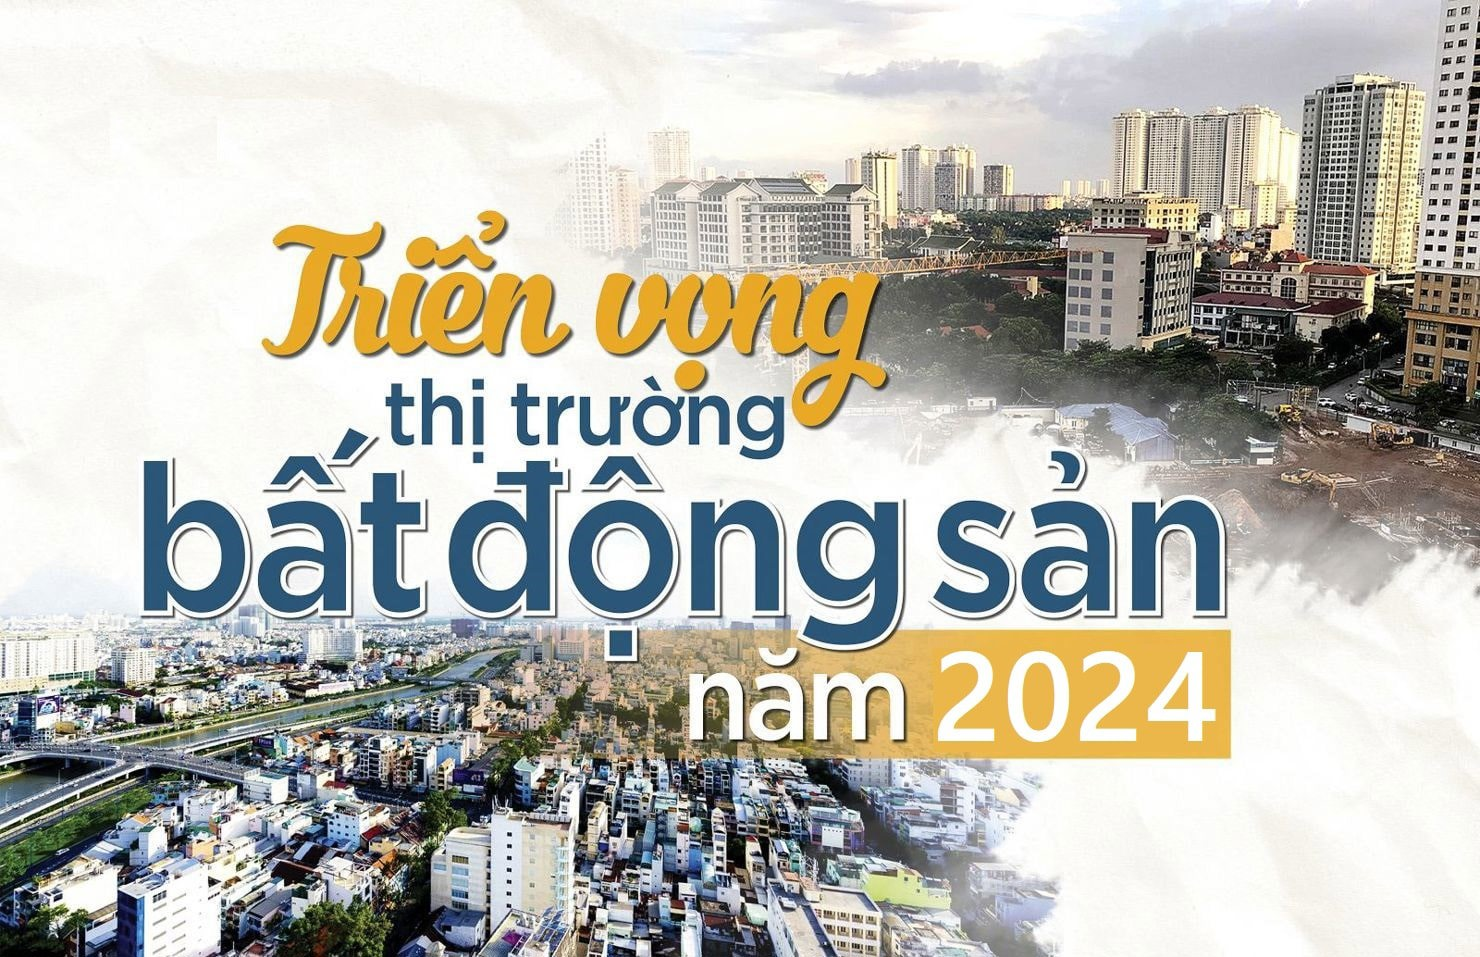 Triển vọng
thị trường
bất động sản
năm 2024